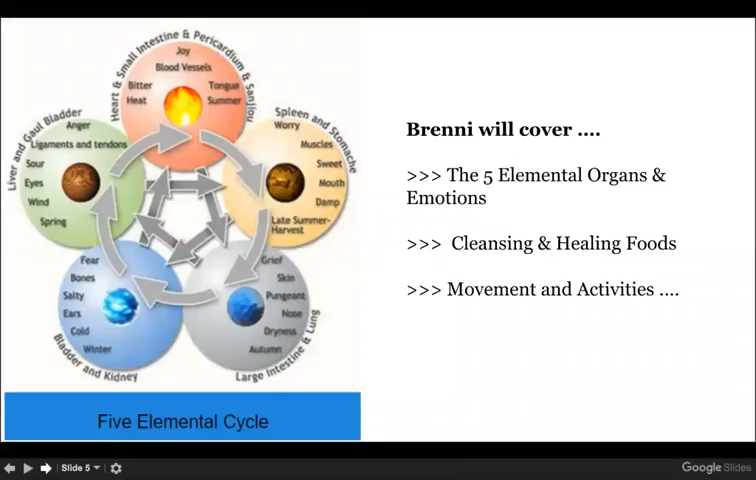 Heart & Small Intestine & Pericardium & Sanjiou
Joy
Blood Vessels
Bitter
Tongue
Heat
Summer
Liver and Gaul Bladder
Anger
Ligaments and tendons
Sour
Eyes
Wind
Spring
Spleen and Stomache
Worry
Muscles
Sweet
Mouth
Damp
Late Summer-
Harvest
Fear
Bones
Salty
Ears
Cold
Winter
Bladder and Kidney
Grief
Skin
Pungeant
Nose
Dryness
Autumn
Large Intestine & Lung
Five Elemental Cycle
Brenni will cover ....
>>> The 5 Elemental Organs &
Emotions
>>> Cleansing & Healing Foods
>>> Movement and Activities ....
Slide 5
Google Slides